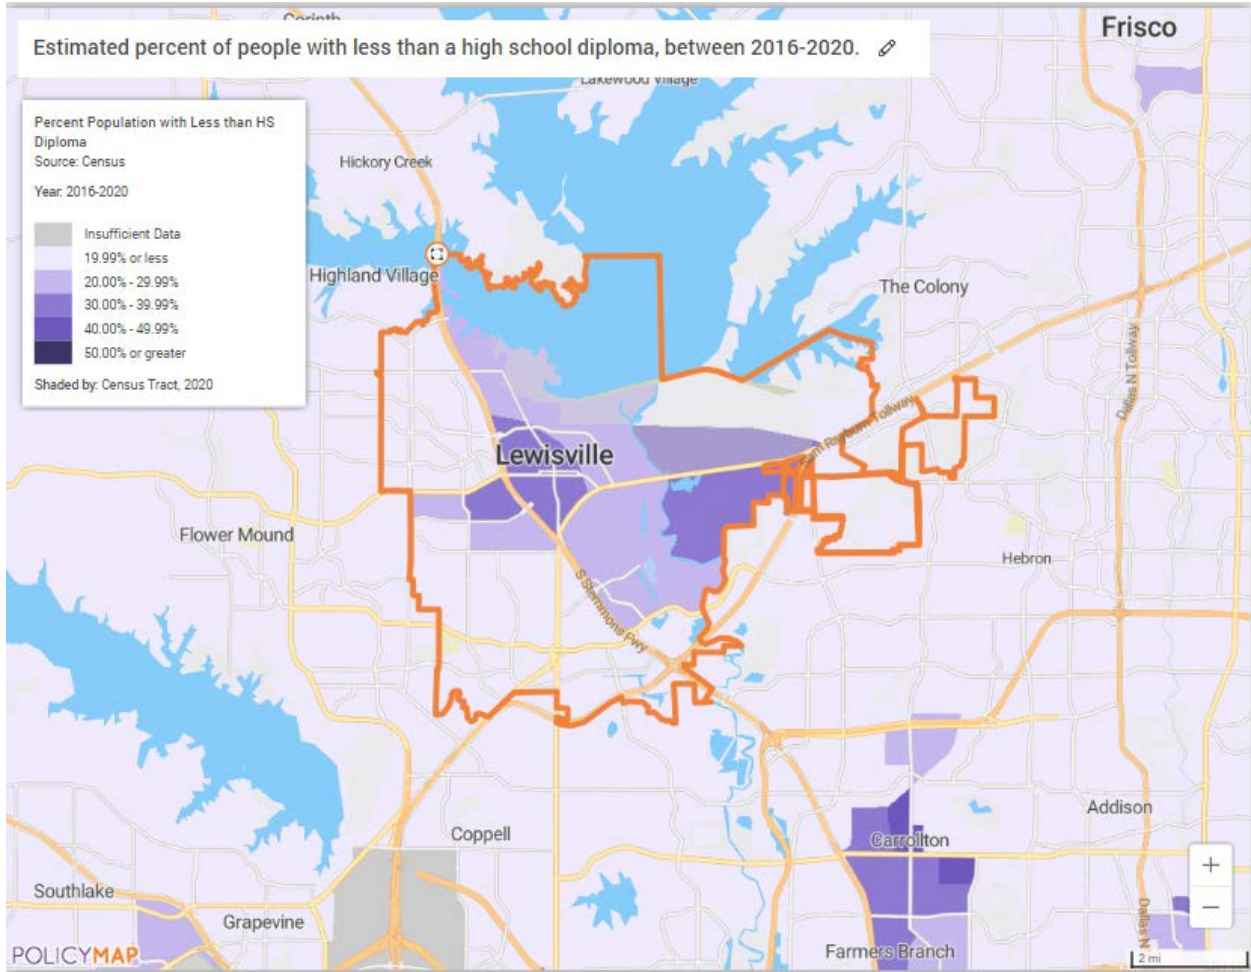 Corinth
Frisco
Estimated percent of people with less than a high school diploma, between 2016-2020.
Lakewood Village
Percent Population with Less than HS
Diploma
Source: Census
Year: 2016-2020
Insufficient Data
19.99% or less
20.00% - 29.99%
30.00% - 39.99%
40.00% - 49.99%
50.00% or greater
Shaded by: Census Tract, 2020
Hickory Creek
Highland Village
The Colony
Dallas N Tollway
Sam Rayburn Tollway
Lewisville
Flower Mound
Hebron
S Stemmons Fwy
Addison
Coppell
Carrollton
+
−
Southlake
Grapevine
Dallas N
Farmers Branch
POLICYMAP
2 mi